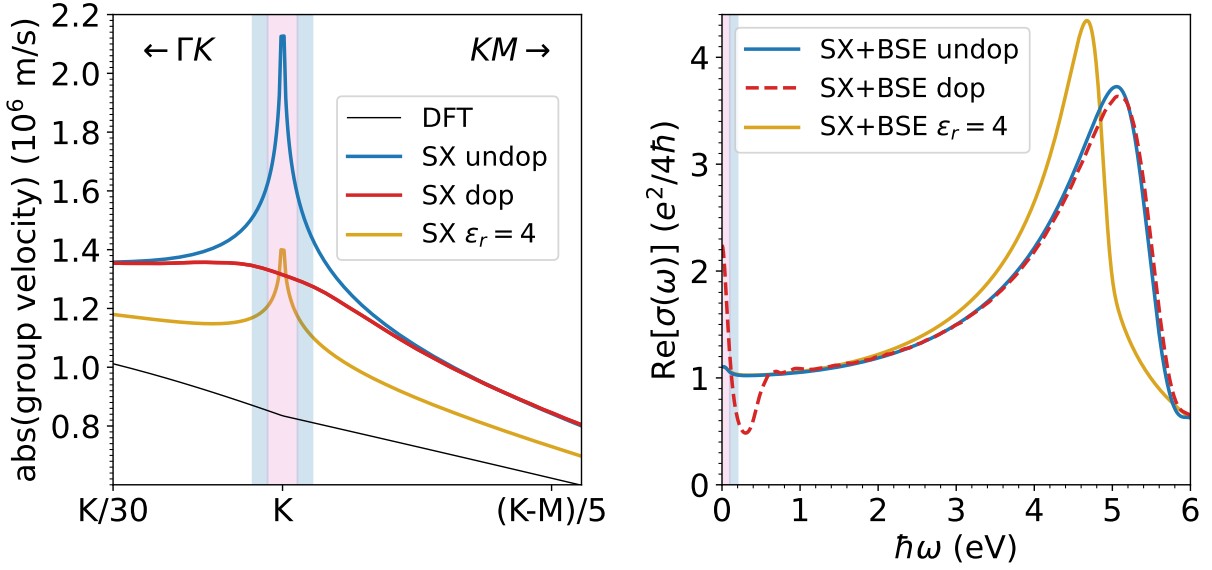 abs(group velocity) (10⁶ m/s)
2.2
2.0
1.8
1.6
1.4
1.2
1.0
0.8
← ΓK
KM →
DFT
SX undop
SX dop
SX εᵣ = 4
K/30
K
(K-M)/5
Re[σ(ω)] (e²/4ℏ)
4
3
2
1
0
SX+BSE undop
SX+BSE dop
SX+BSE εᵣ = 4
0 1 2 3 4 5 6
ℏω (eV)